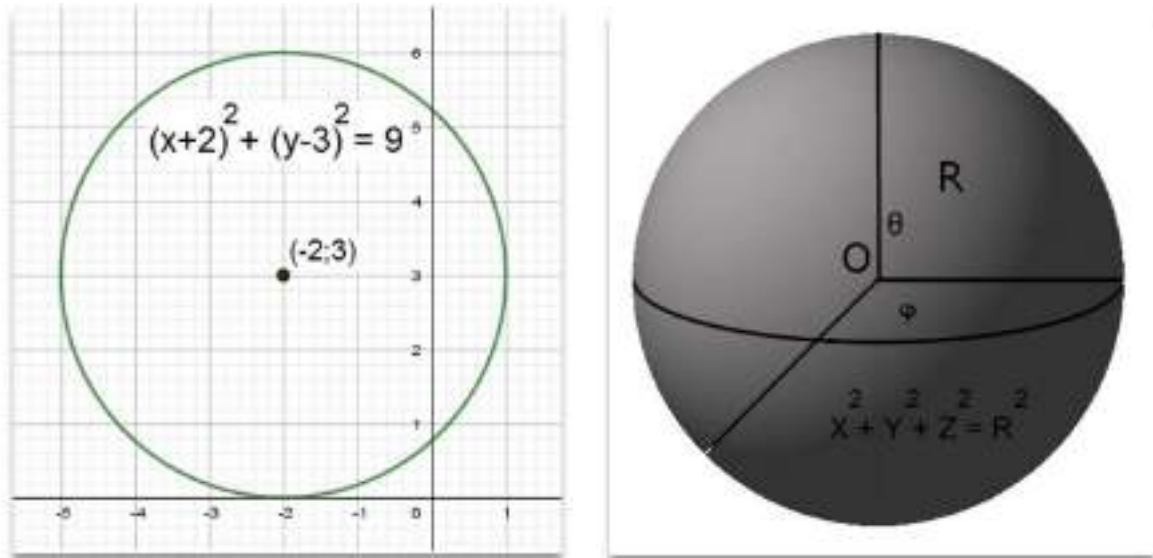 6
(x+2)² + (y-3)² = 9
5
4
(-2;3)
3
2
1
-5 -4 -3 -2 -1 0 1
R
θ
O
φ
X² + Y² + Z² = R²